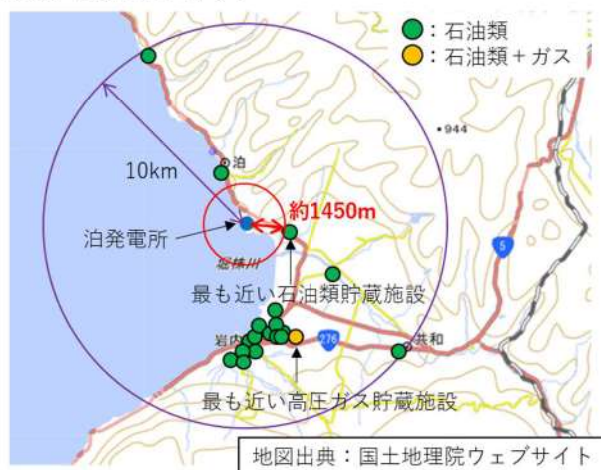 ●：石油類
●：石油類＋ガス
・944
10km
泊
約1450m
泊発電所
堀株川
5
最も近い石油類貯蔵施設
岩内
276
共和
最も近い高圧ガス貯蔵施設
地図出典：国土地理院ウェブサイト